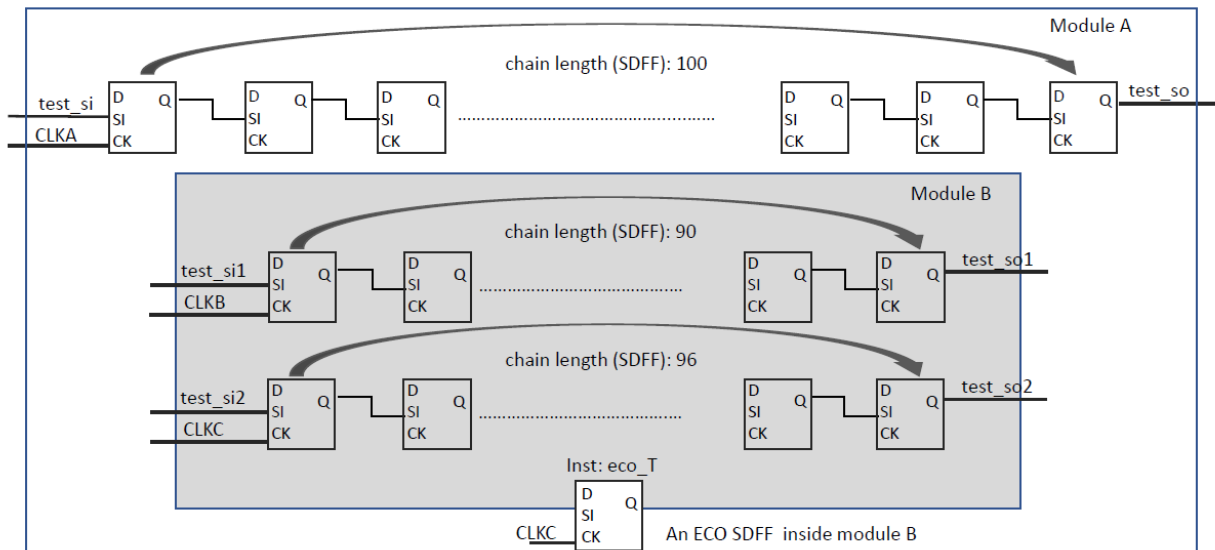 Module A
chain length (SDFF): 100
test_si
CLKA
D
SI
CK
Q
D
SI
CK
Q
D
SI
CK
Q
D
SI
CK
Q
D
SI
CK
Q
D
SI
CK
Q
test_so
Module B
chain length (SDFF): 90
test_si1
CLKB
D
SI
CK
Q
D
SI
CK
Q
D
SI
CK
Q
D
SI
CK
Q
test_so1
chain length (SDFF): 96
test_si2
CLKC
D
SI
CK
Q
D
SI
CK
Q
D
SI
CK
Q
D
SI
CK
Q
test_so2
Inst: eco_T
D
SI
CK
Q
CLKC
An ECO SDFF inside module B